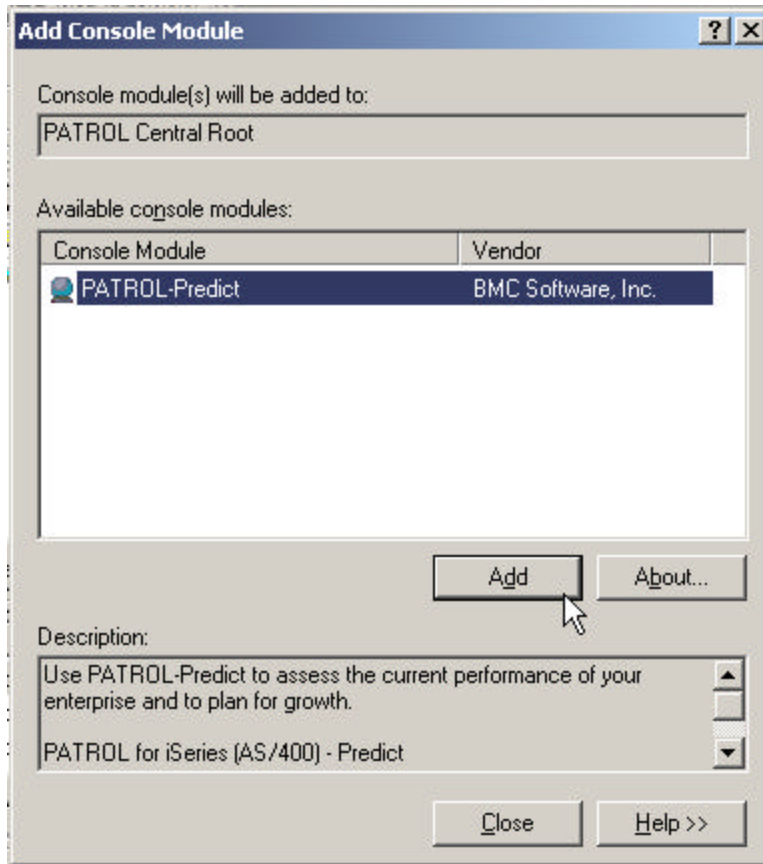 Add Console Module
Console module(s) will be added to:
PATROL Central Root
Available console modules:
Console Module Vendor
PATROL-Predict BMC Software, Inc.
Add About...
Description:
Use PATROL-Predict to assess the current performance of your
enterprise and to plan for growth.
PATROL for iSeries (AS/400) - Predict
Close Help >>